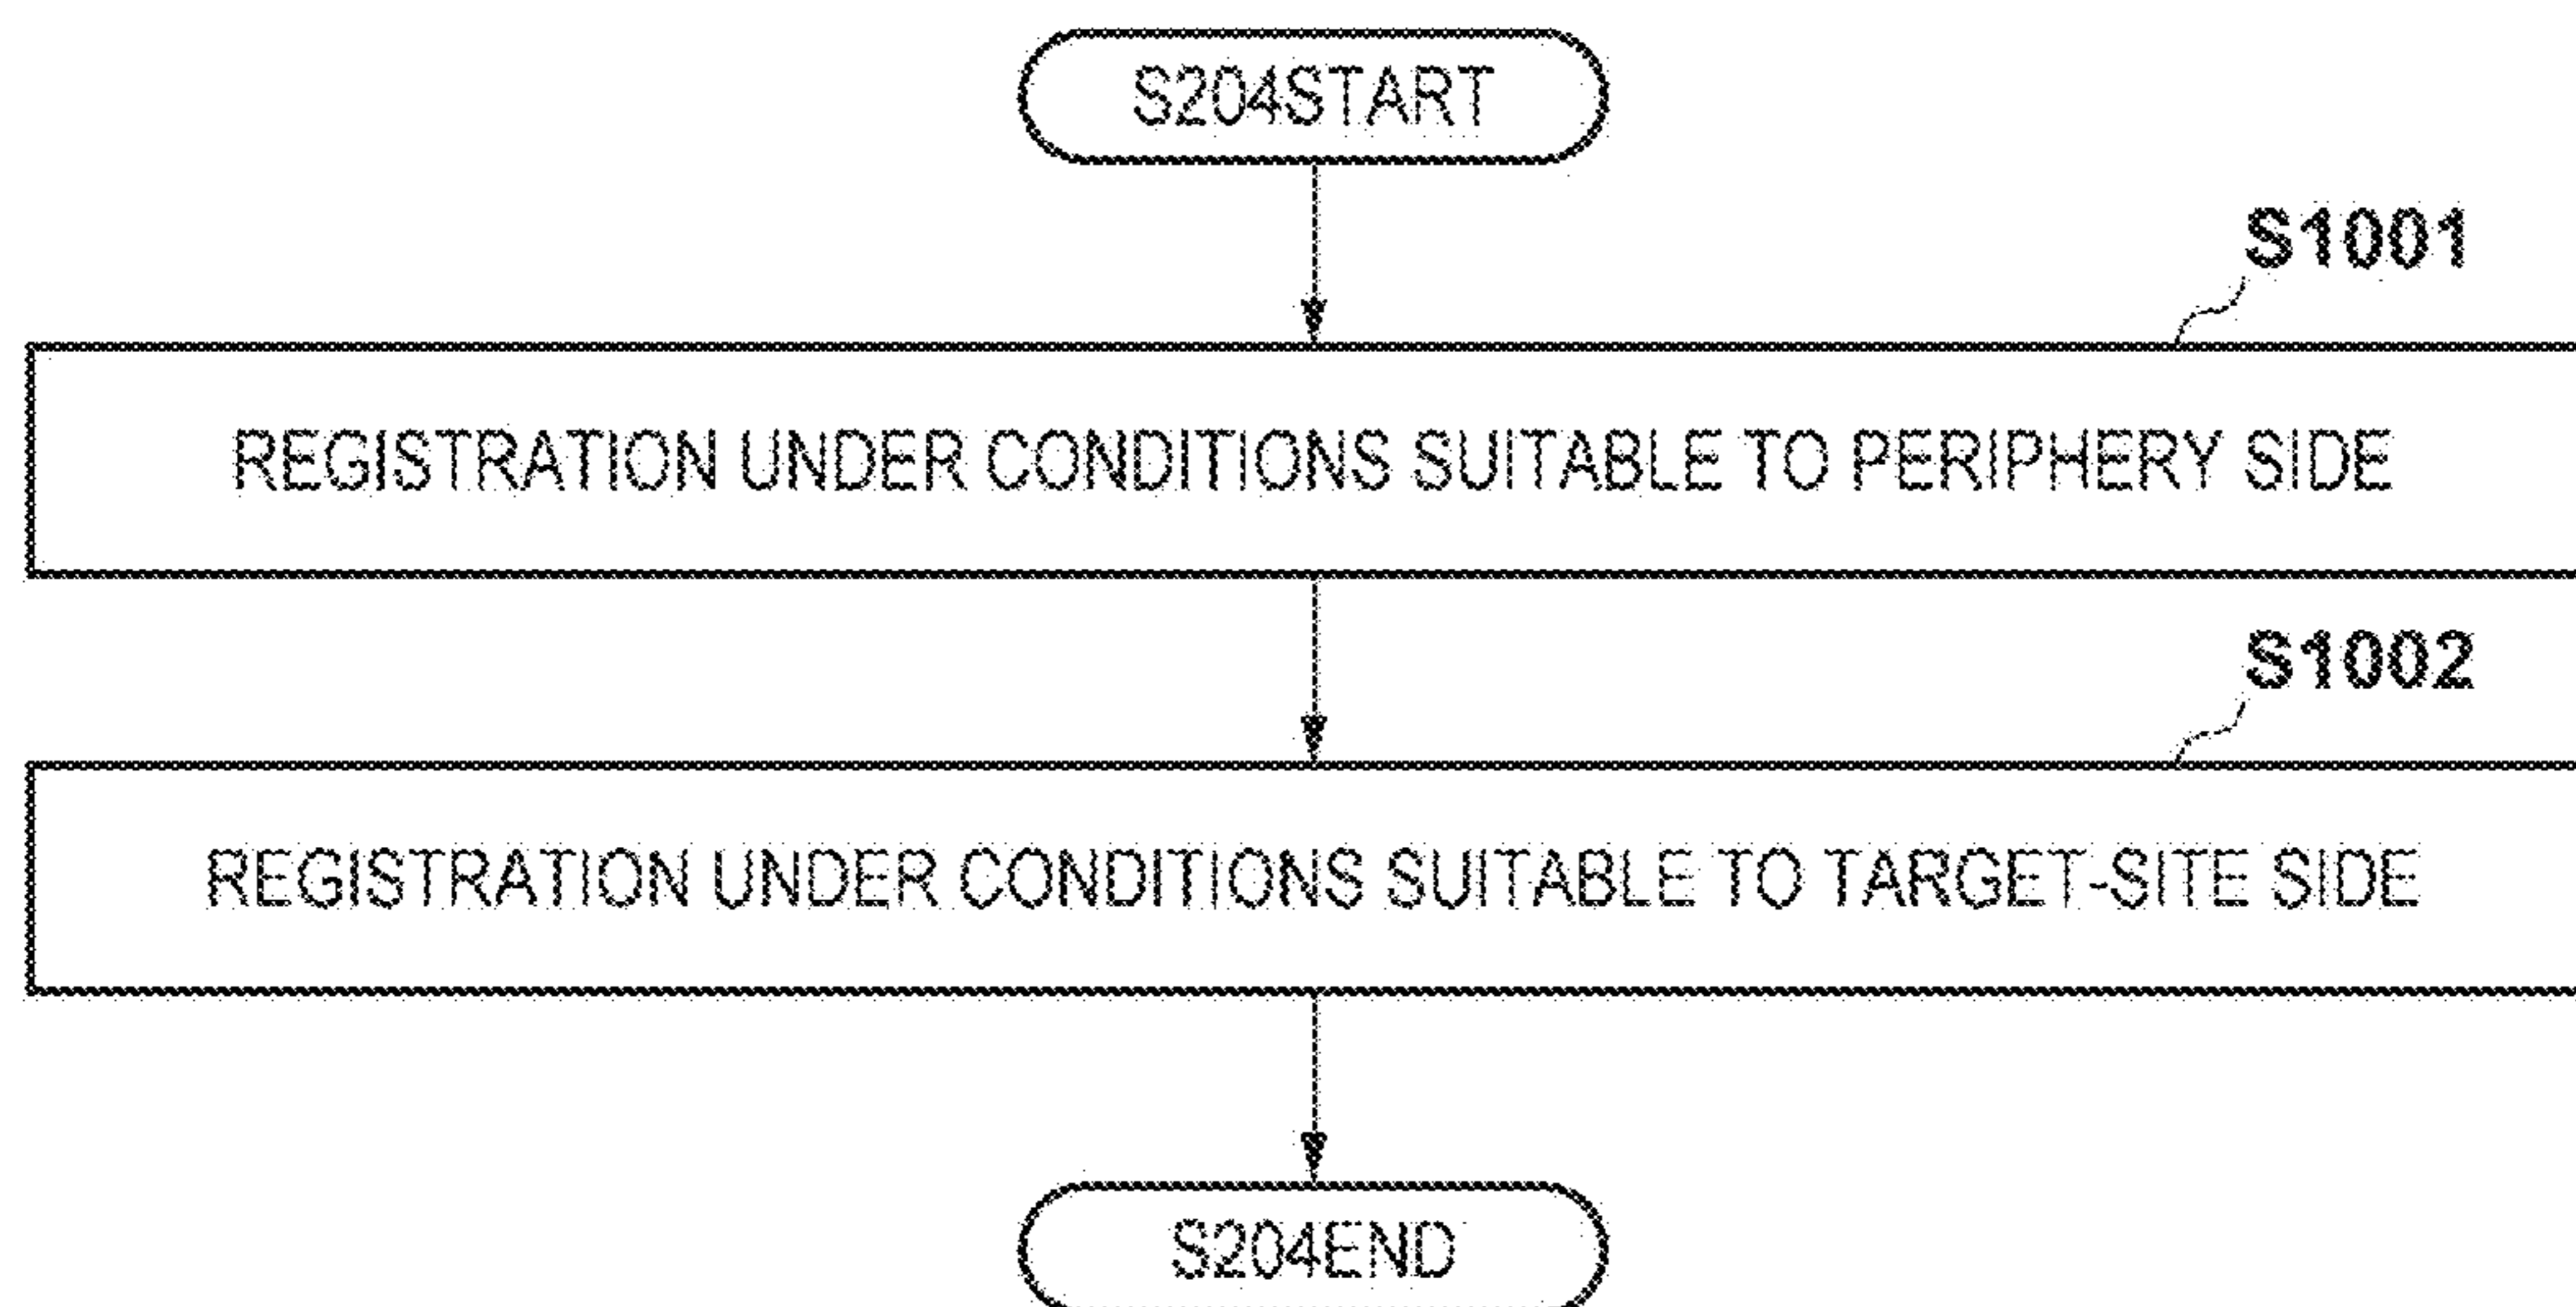 S204START
S1001
REGISTRATION UNDER CONDITIONS SUITABLE TO PERIPHERY SIDE
S1002
REGISTRATION UNDER CONDITIONS SUITABLE TO TARGET-SITE SIDE
S204END